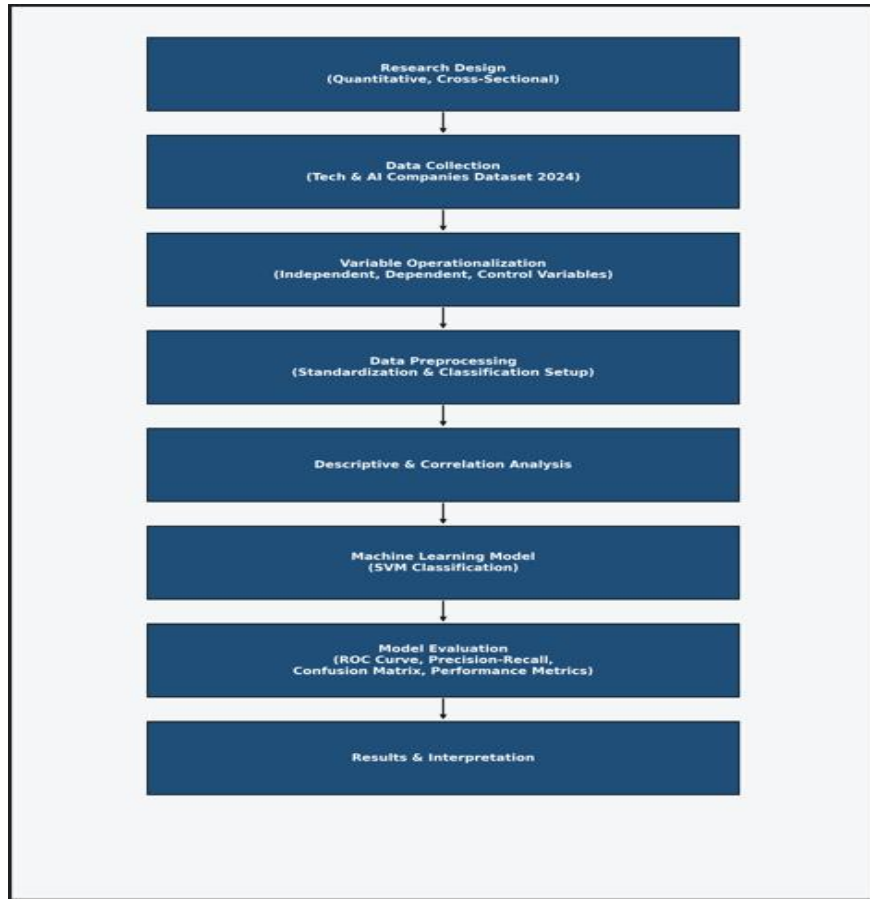 Research Design
(Quantitative, Cross-Sectional)
Data Collection
(Tech & AI Companies Dataset 2024)
Variable Operationalization
(Independent, Dependent, Control Variables)
Data Preprocessing
(Standardization & Classification Setup)
Descriptive & Correlation Analysis
Machine Learning Model
(SVM Classification)
Model Evaluation
(ROC Curve, Precision-Recall,
Confusion Matrix, Performance Metrics)
Results & Interpretation